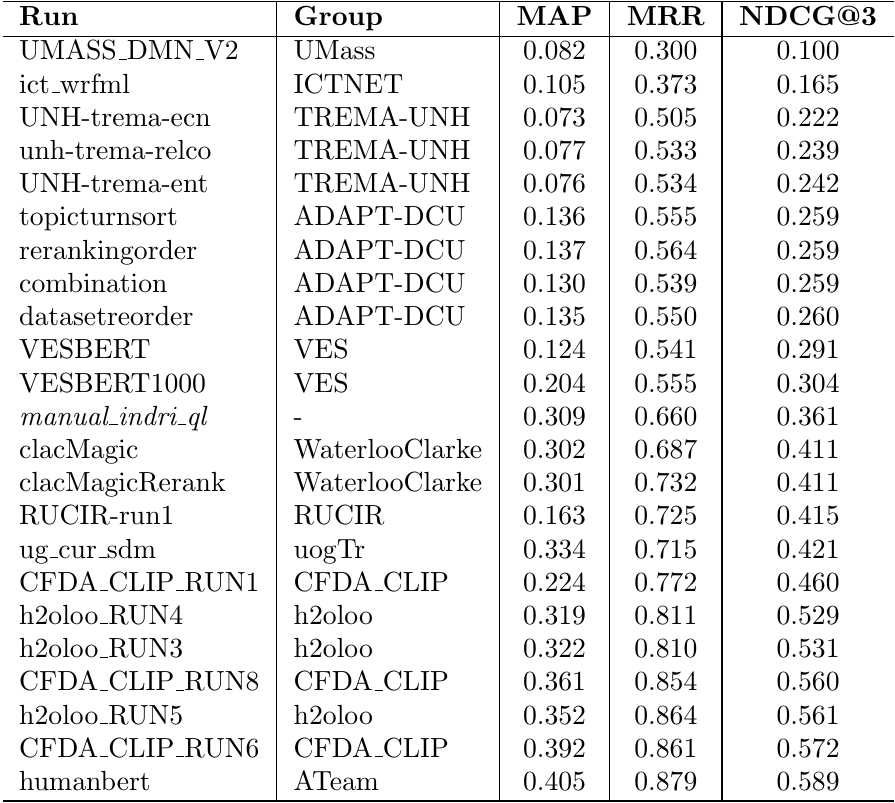 Run Group MAP MRR NDCG@3
UMASS_DMN_V2 UMass 0.082 0.300 0.100
ict_wrfml ICTNET 0.105 0.373 0.165
UNH-trema-ecn TREMA-UNH 0.073 0.505 0.222
unh-trema-relco TREMA-UNH 0.077 0.533 0.239
UNH-trema-ent TREMA-UNH 0.076 0.534 0.242
topicturnsort ADAPT-DCU 0.136 0.555 0.259
rerankingorder ADAPT-DCU 0.137 0.564 0.259
combination ADAPT-DCU 0.130 0.539 0.259
datasetreorder ADAPT-DCU 0.135 0.550 0.260
VESBERT VES 0.124 0.541 0.291
VESBERT1000 VES 0.204 0.555 0.304
manual_indri_ql - 0.309 0.660 0.361
clacMagic WaterlooClarke 0.302 0.687 0.411
clacMagicRerank WaterlooClarke 0.301 0.732 0.411
RUCIR-run1 RUCIR 0.163 0.725 0.415
ug_cur_sdm uogTr 0.334 0.715 0.421
CFDA_CLIP_RUN1 CFDA_CLIP 0.224 0.772 0.460
h2oloo_RUN4 h2oloo 0.319 0.811 0.529
h2oloo_RUN3 h2oloo 0.322 0.810 0.531
CFDA_CLIP_RUN8 CFDA_CLIP 0.361 0.854 0.560
h2oloo_RUN5 h2oloo 0.352 0.864 0.561
CFDA_CLIP_RUN6 CFDA_CLIP 0.392 0.861 0.572
humanbert ATeam 0.405 0.879 0.589